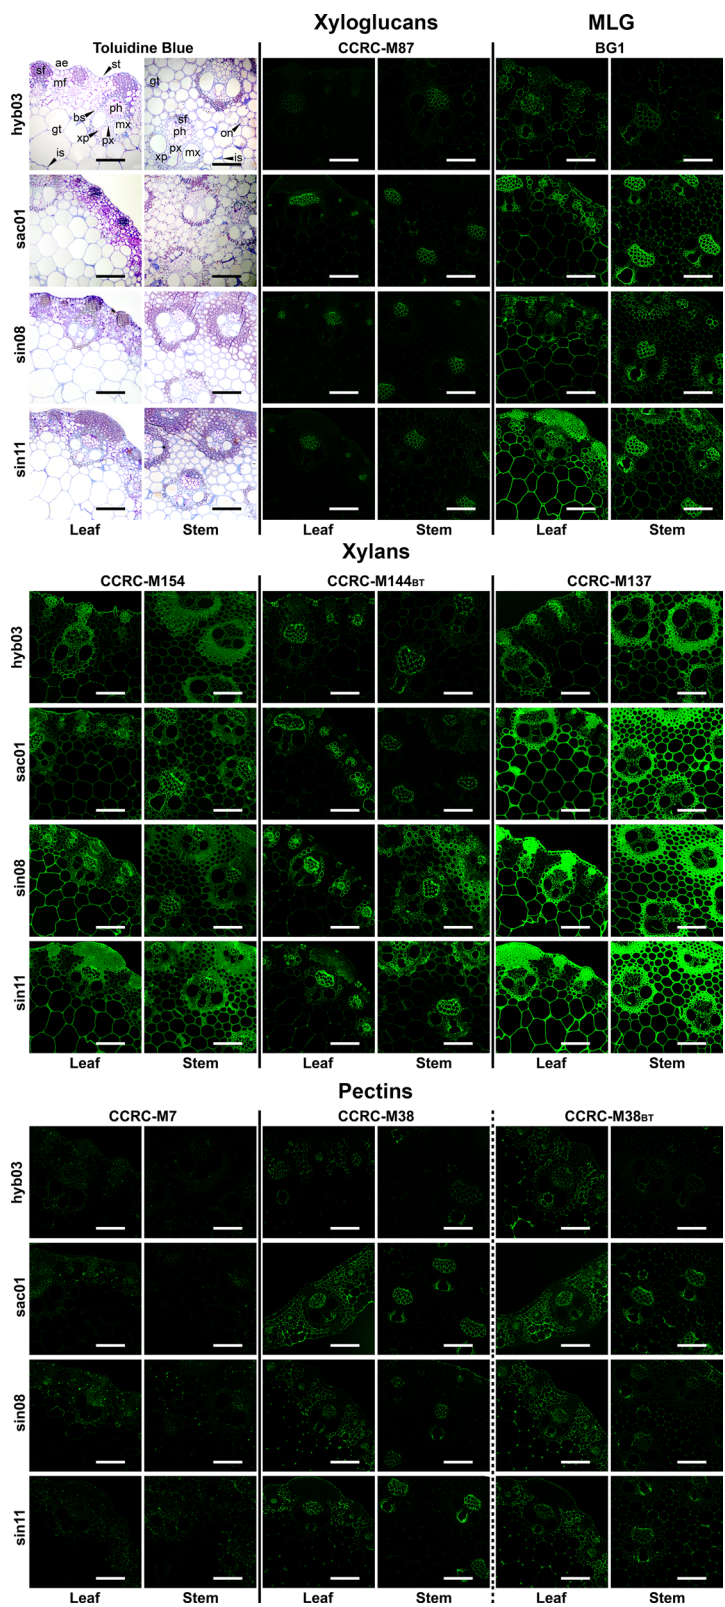 Xyloglucans MLG
Toluidine Blue CCRC-M87 BG1
hyb03
sf ae st
mf
bs ph
gt mx
xp px
is
gt
sf
ph on
px
xp mx is
sac01
sin08
sin11
Leaf Stem Leaf Stem Leaf Stem
Xylans
CCRC-M154 CCRC-M144BT CCRC-M137
hyb03
sac01
sin08
sin11
Leaf Stem Leaf Stem Leaf Stem
Pectins
CCRC-M7 CCRC-M38 CCRC-M38BT
hyb03
sac01
sin08
sin11
Leaf Stem Leaf Stem Leaf Stem